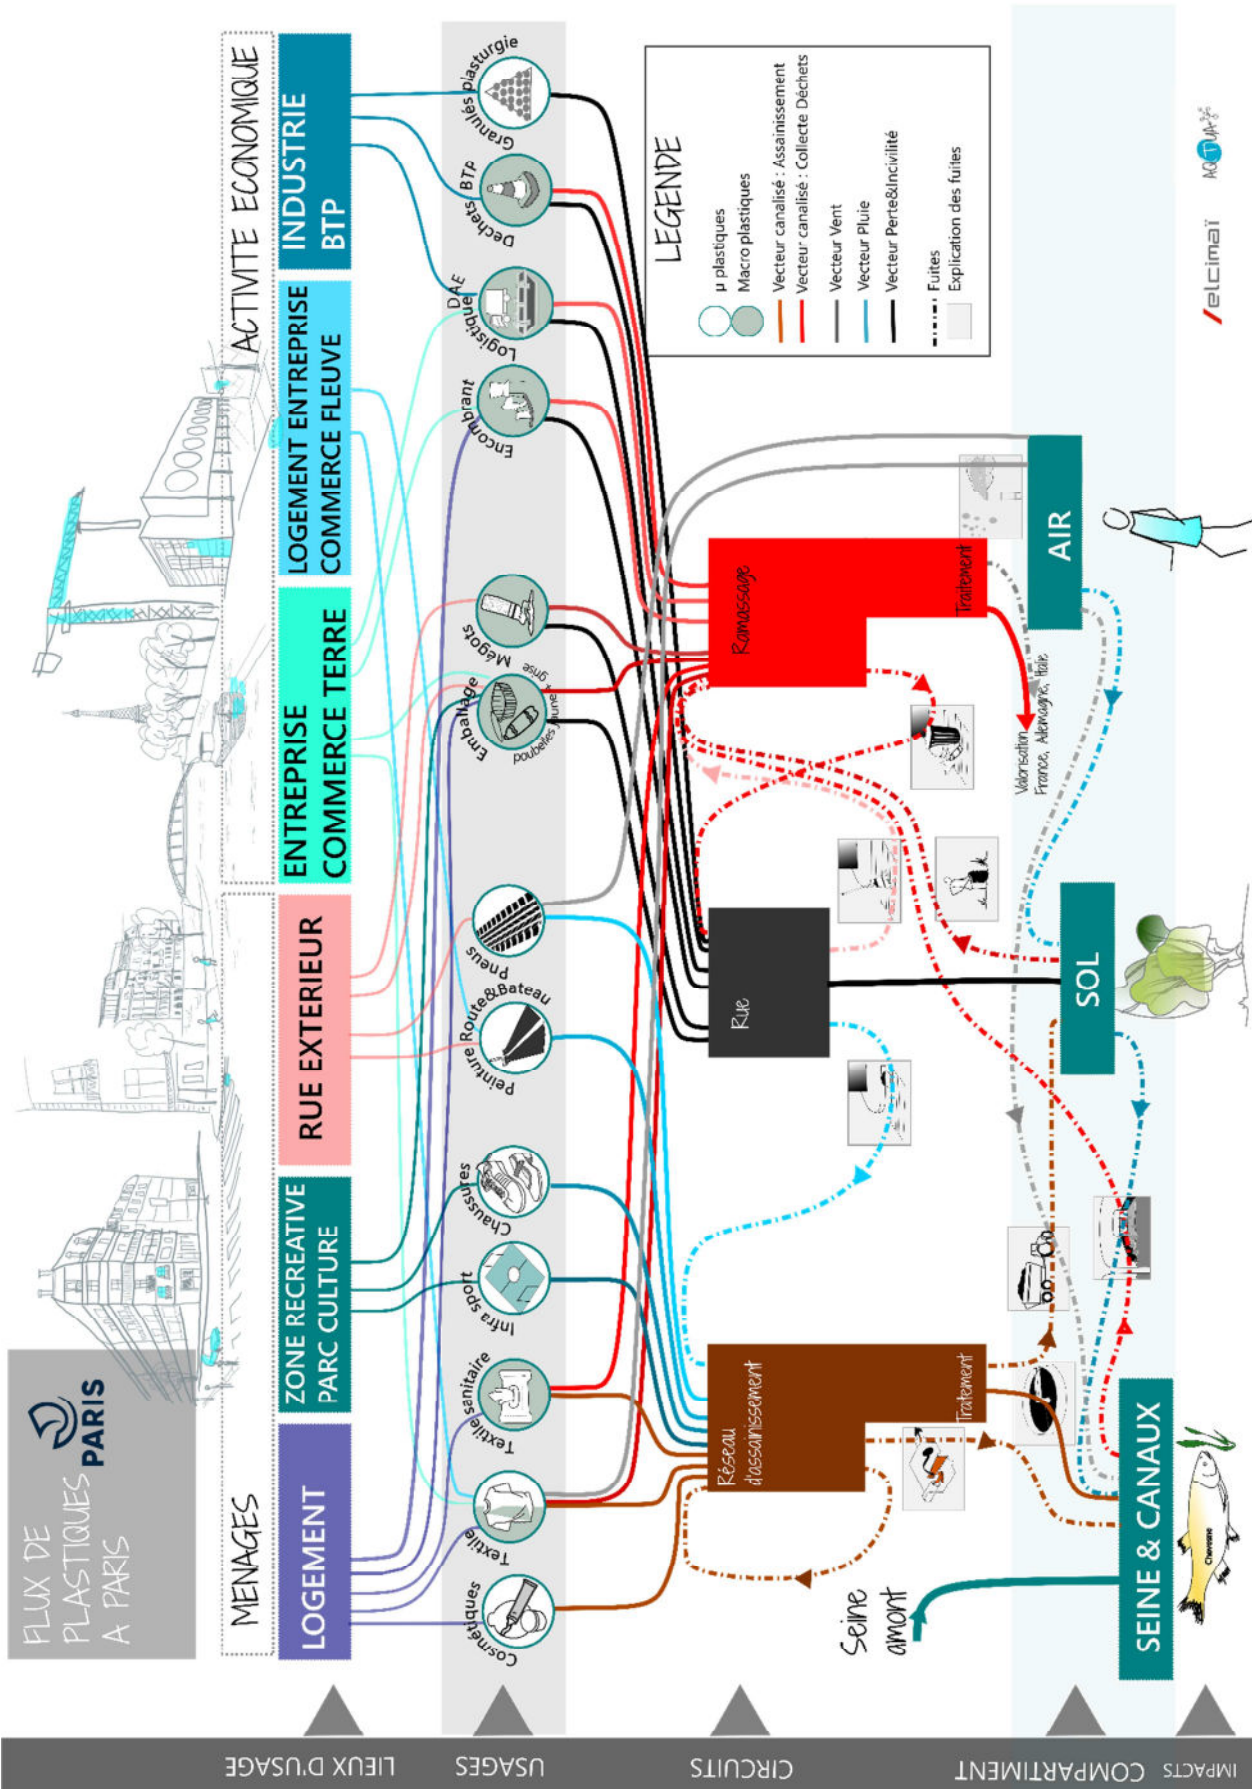 FLUX DE
PLASTIQUES
A PARIS
PARIS
MENAGES
ACTIVITE ECONOMIQUE
LOGEMENT
ZONE RECREATIVE
PARC CULTURE
RUE EXTERIEUR
ENTREPRISE
COMMERCE TERRE
LOGEMENT ENTREPRISE
COMMERCE FLEUVE
INDUSTRIE
BTP
LIEUX D'USAGE
USAGES
CIRCUITS
COMPARTIMENT
IMPACTS
Cosmétiques
Textile
Textile sanitaire
Infra sport
Chaussures
Peinture Route&Bateau
Pneus
Emballage
poubelles jaune + grise
Mégots
Encombrant
Logistique
DAE
Dechets BTP
Granulés plasturgie
Réseau
d'assainissement
Traitement
Rue
Ramassage
Traitement
Valorisation
France, Allemagne, Italie
Seine
amont
SEINE & CANAUX
SOL
AIR
Chevesne
LEGENDE
µ plastiques
Macro plastiques
Vecteur canalisé : Assainissement
Vecteur canalisé : Collecte Déchets
Vecteur Vent
Vecteur Pluie
Vecteur Perte&Incivilité
Fuites
Explication des fuites
elcimaï
AQTUA